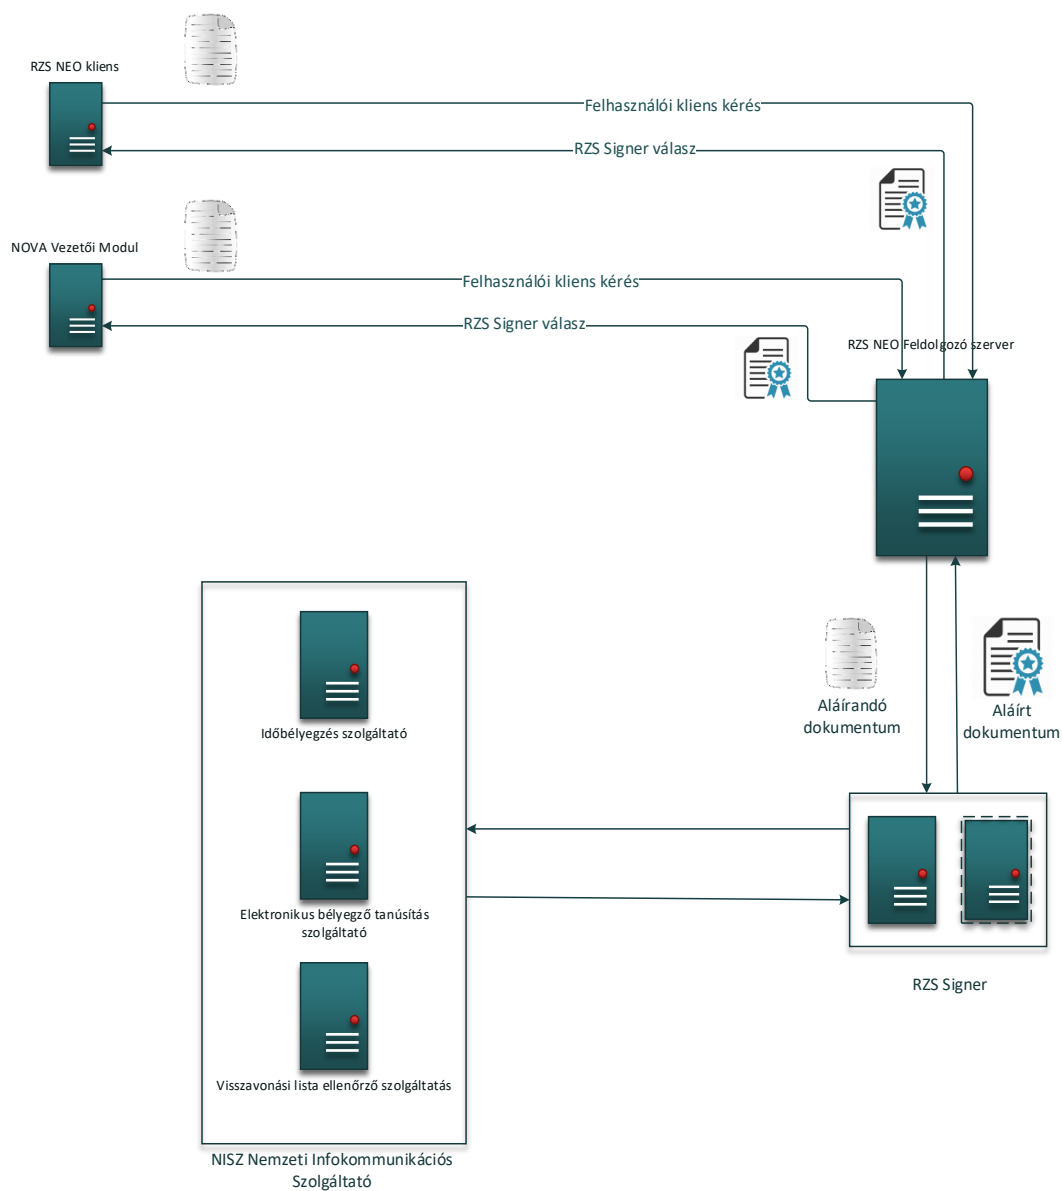 RZS NEO kliens
Felhasználói kliens kérés
RZS Signer válasz
NOVA Vezetői Modul
Felhasználói kliens kérés
RZS Signer válasz
RZS NEO Feldolgozó szerver
Időbélyegzés szolgáltató
Aláírandó
dokumentum
Aláírt
dokumentum
Elektronikus bélyegző tanúsítás
szolgáltató
RZS Signer
Visszavonási lista ellenőrző szolgáltatás
NISZ Nemzeti Infokommunikációs
Szolgáltató